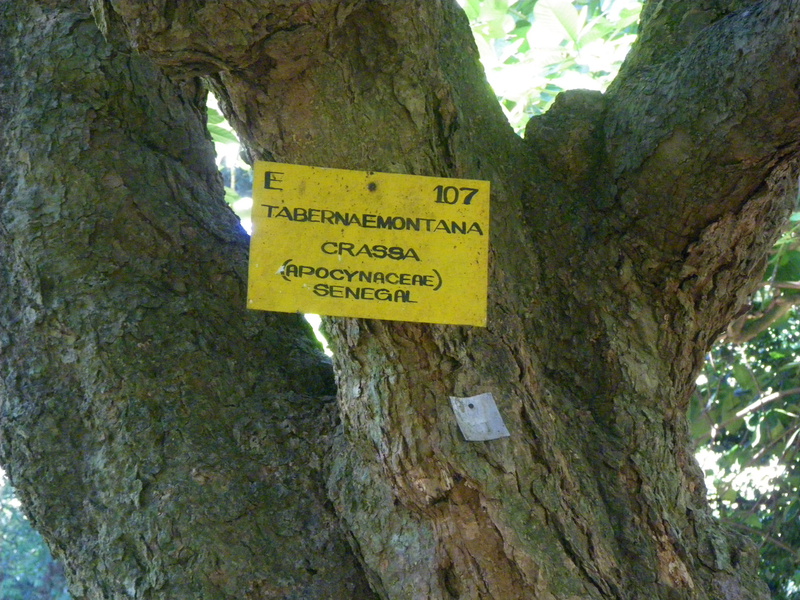 E 107
TABERNAEMONTANA
CRASSA
(APOCYNACEAE)
SENEGAL